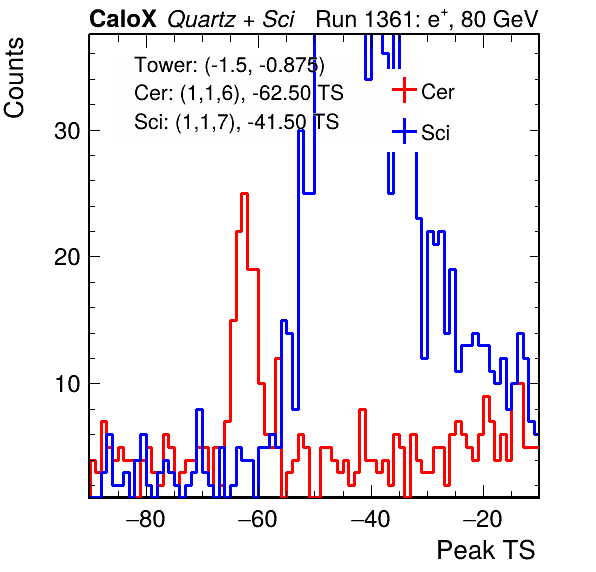 CaloX Quartz + Sci Run 1361: e⁺, 80 GeV
Counts
Tower: (-1.5, -0.875)
Cer: (1,1,6), -62.50 TS
Sci: (1,1,7), -41.50 TS
Cer
Sci
30
20
10
−80 −60 −40 −20
Peak TS